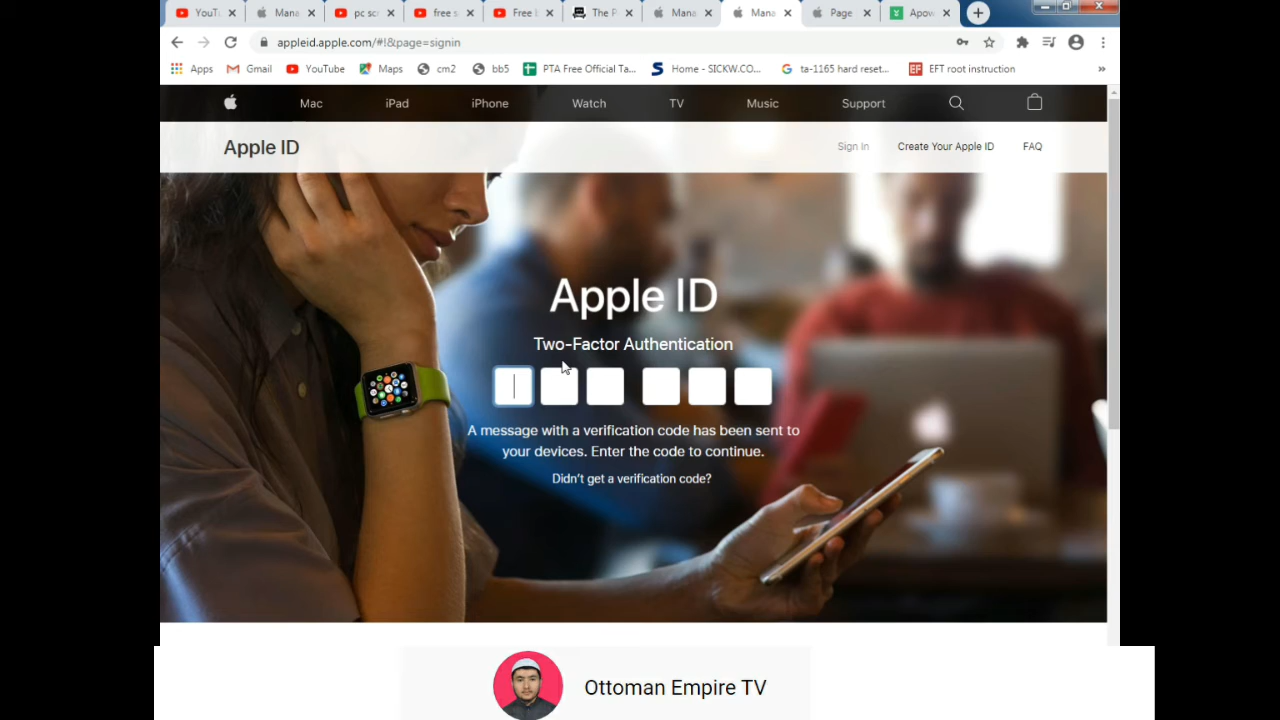 YouT
Mana
pc scr
free s
Free i
The P
Mana
Mana
Page
Apow
appleid.apple.com/#!&page=signin
Apps
Gmail
YouTube
Maps
cm2
bb5
PTA Free Official Ta...
Home - SICKW.CO...
ta-1165 hard reset...
EFT root instruction
»
Mac
iPad
iPhone
Watch
TV
Music
Support
Apple ID
Sign In
Create Your Apple ID
FAQ
Apple ID
Two-Factor Authentication
A message with a verification code has been sent to
your devices. Enter the code to continue.
Didn't get a verification code?
Ottoman Empire TV